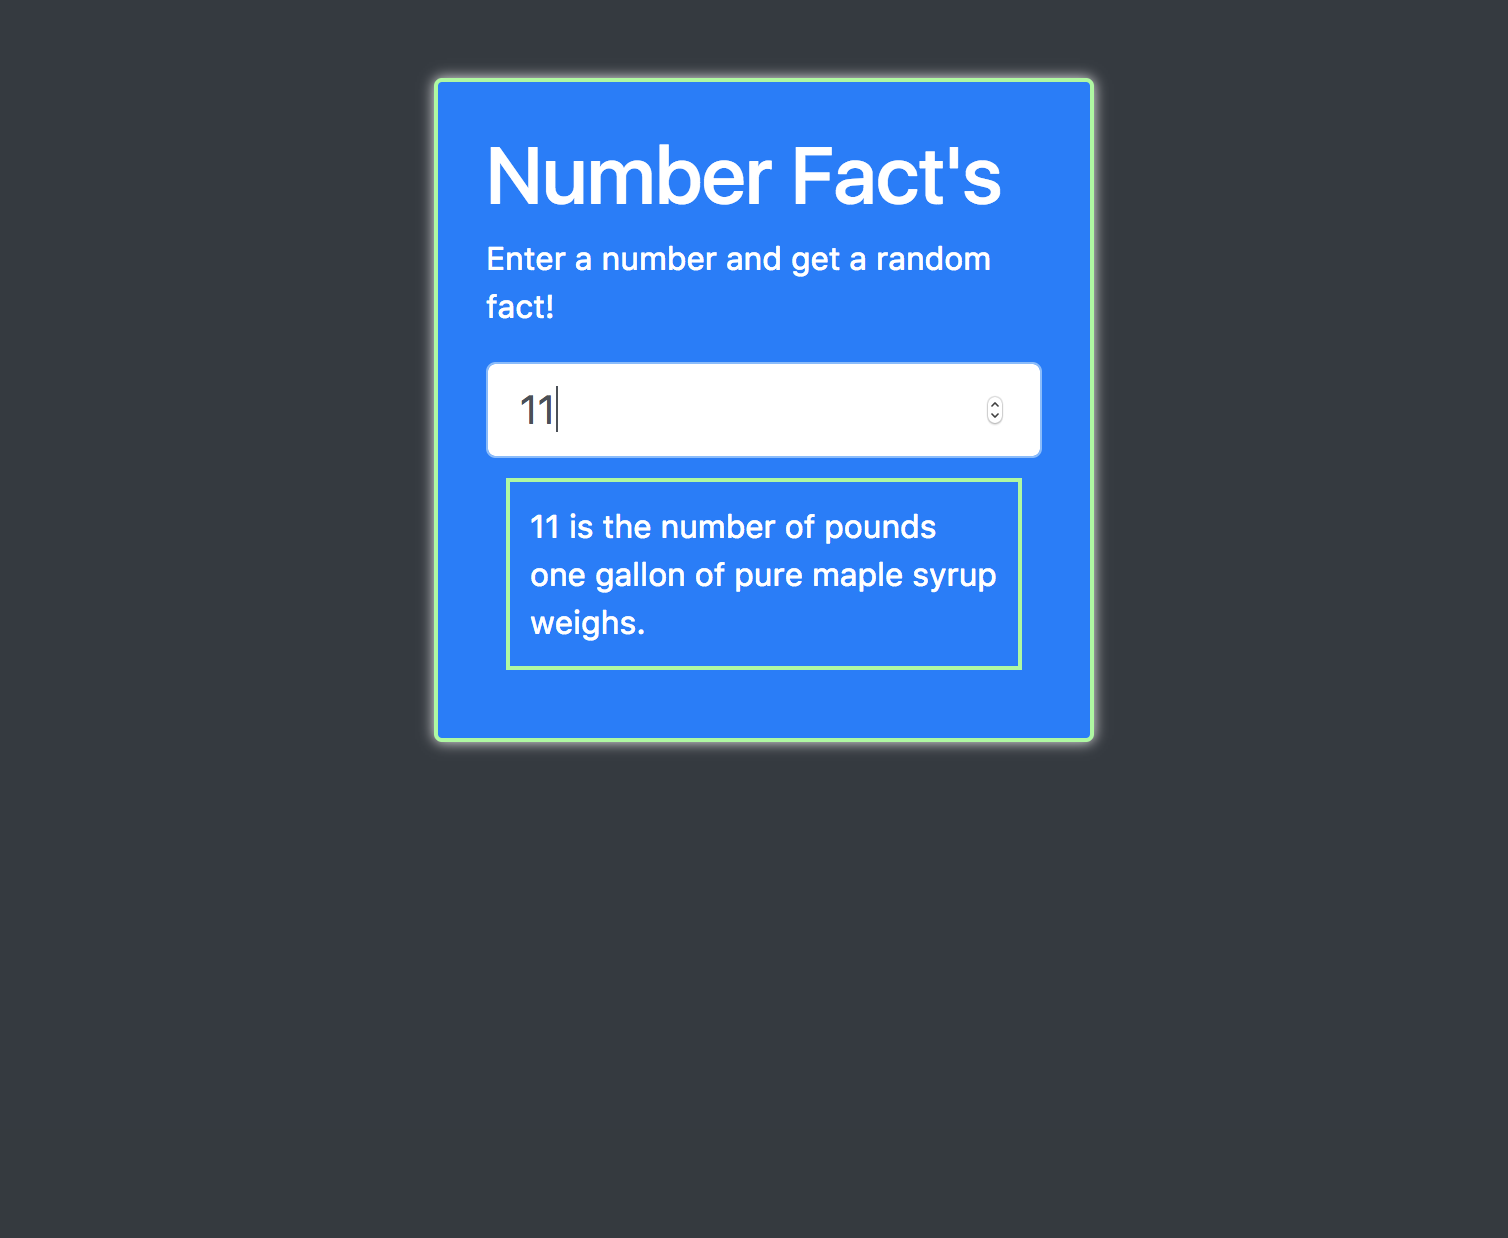 Number Fact's
Enter a number and get a random
fact!
11
11 is the number of pounds
one gallon of pure maple syrup
weighs.